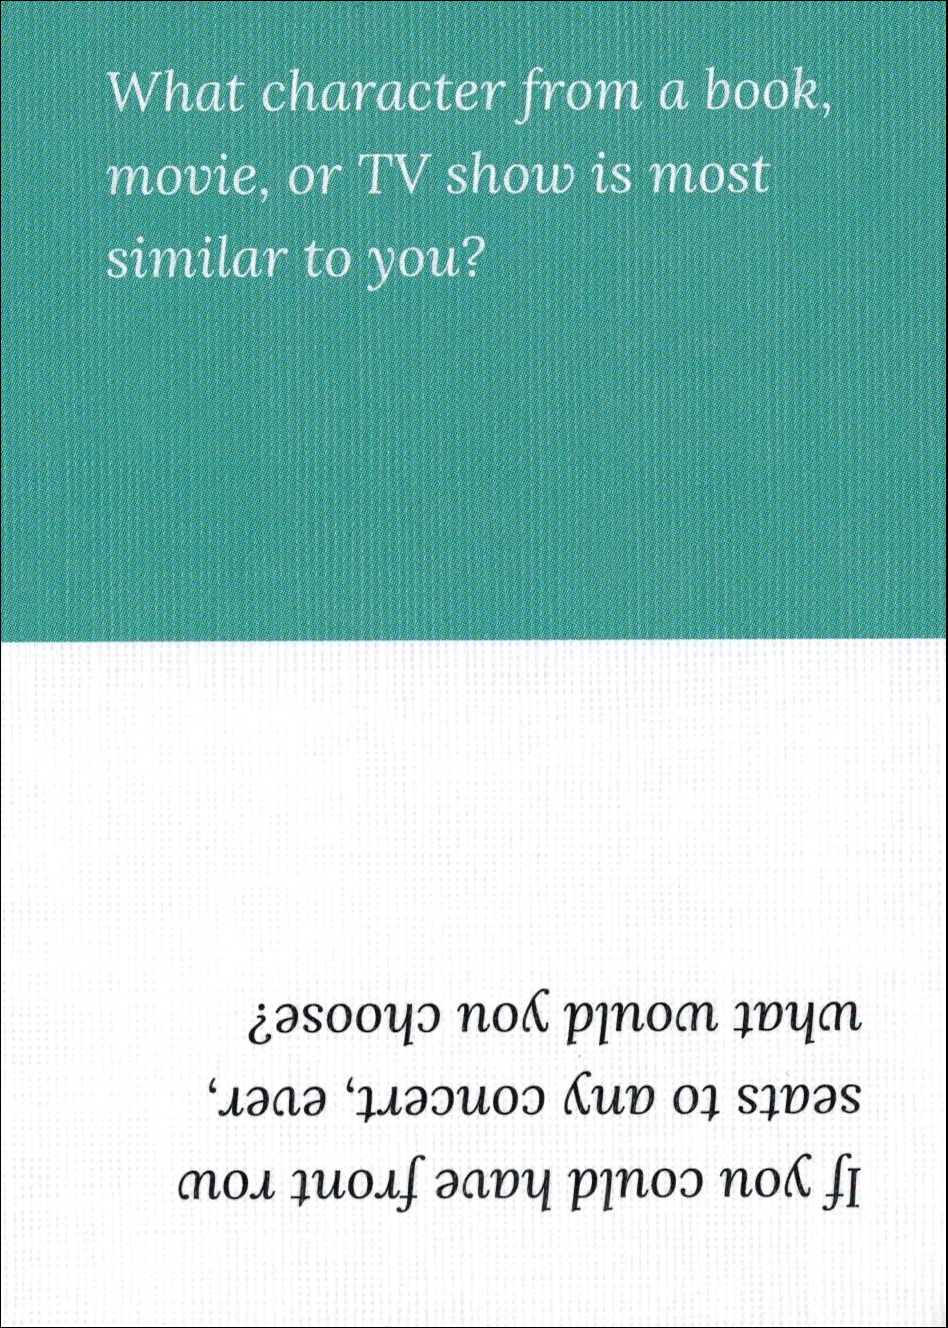 What character from a book,
movie, or TV show is most
similar to you?
If you could have front row
seats to any concert, ever,
what would you choose?